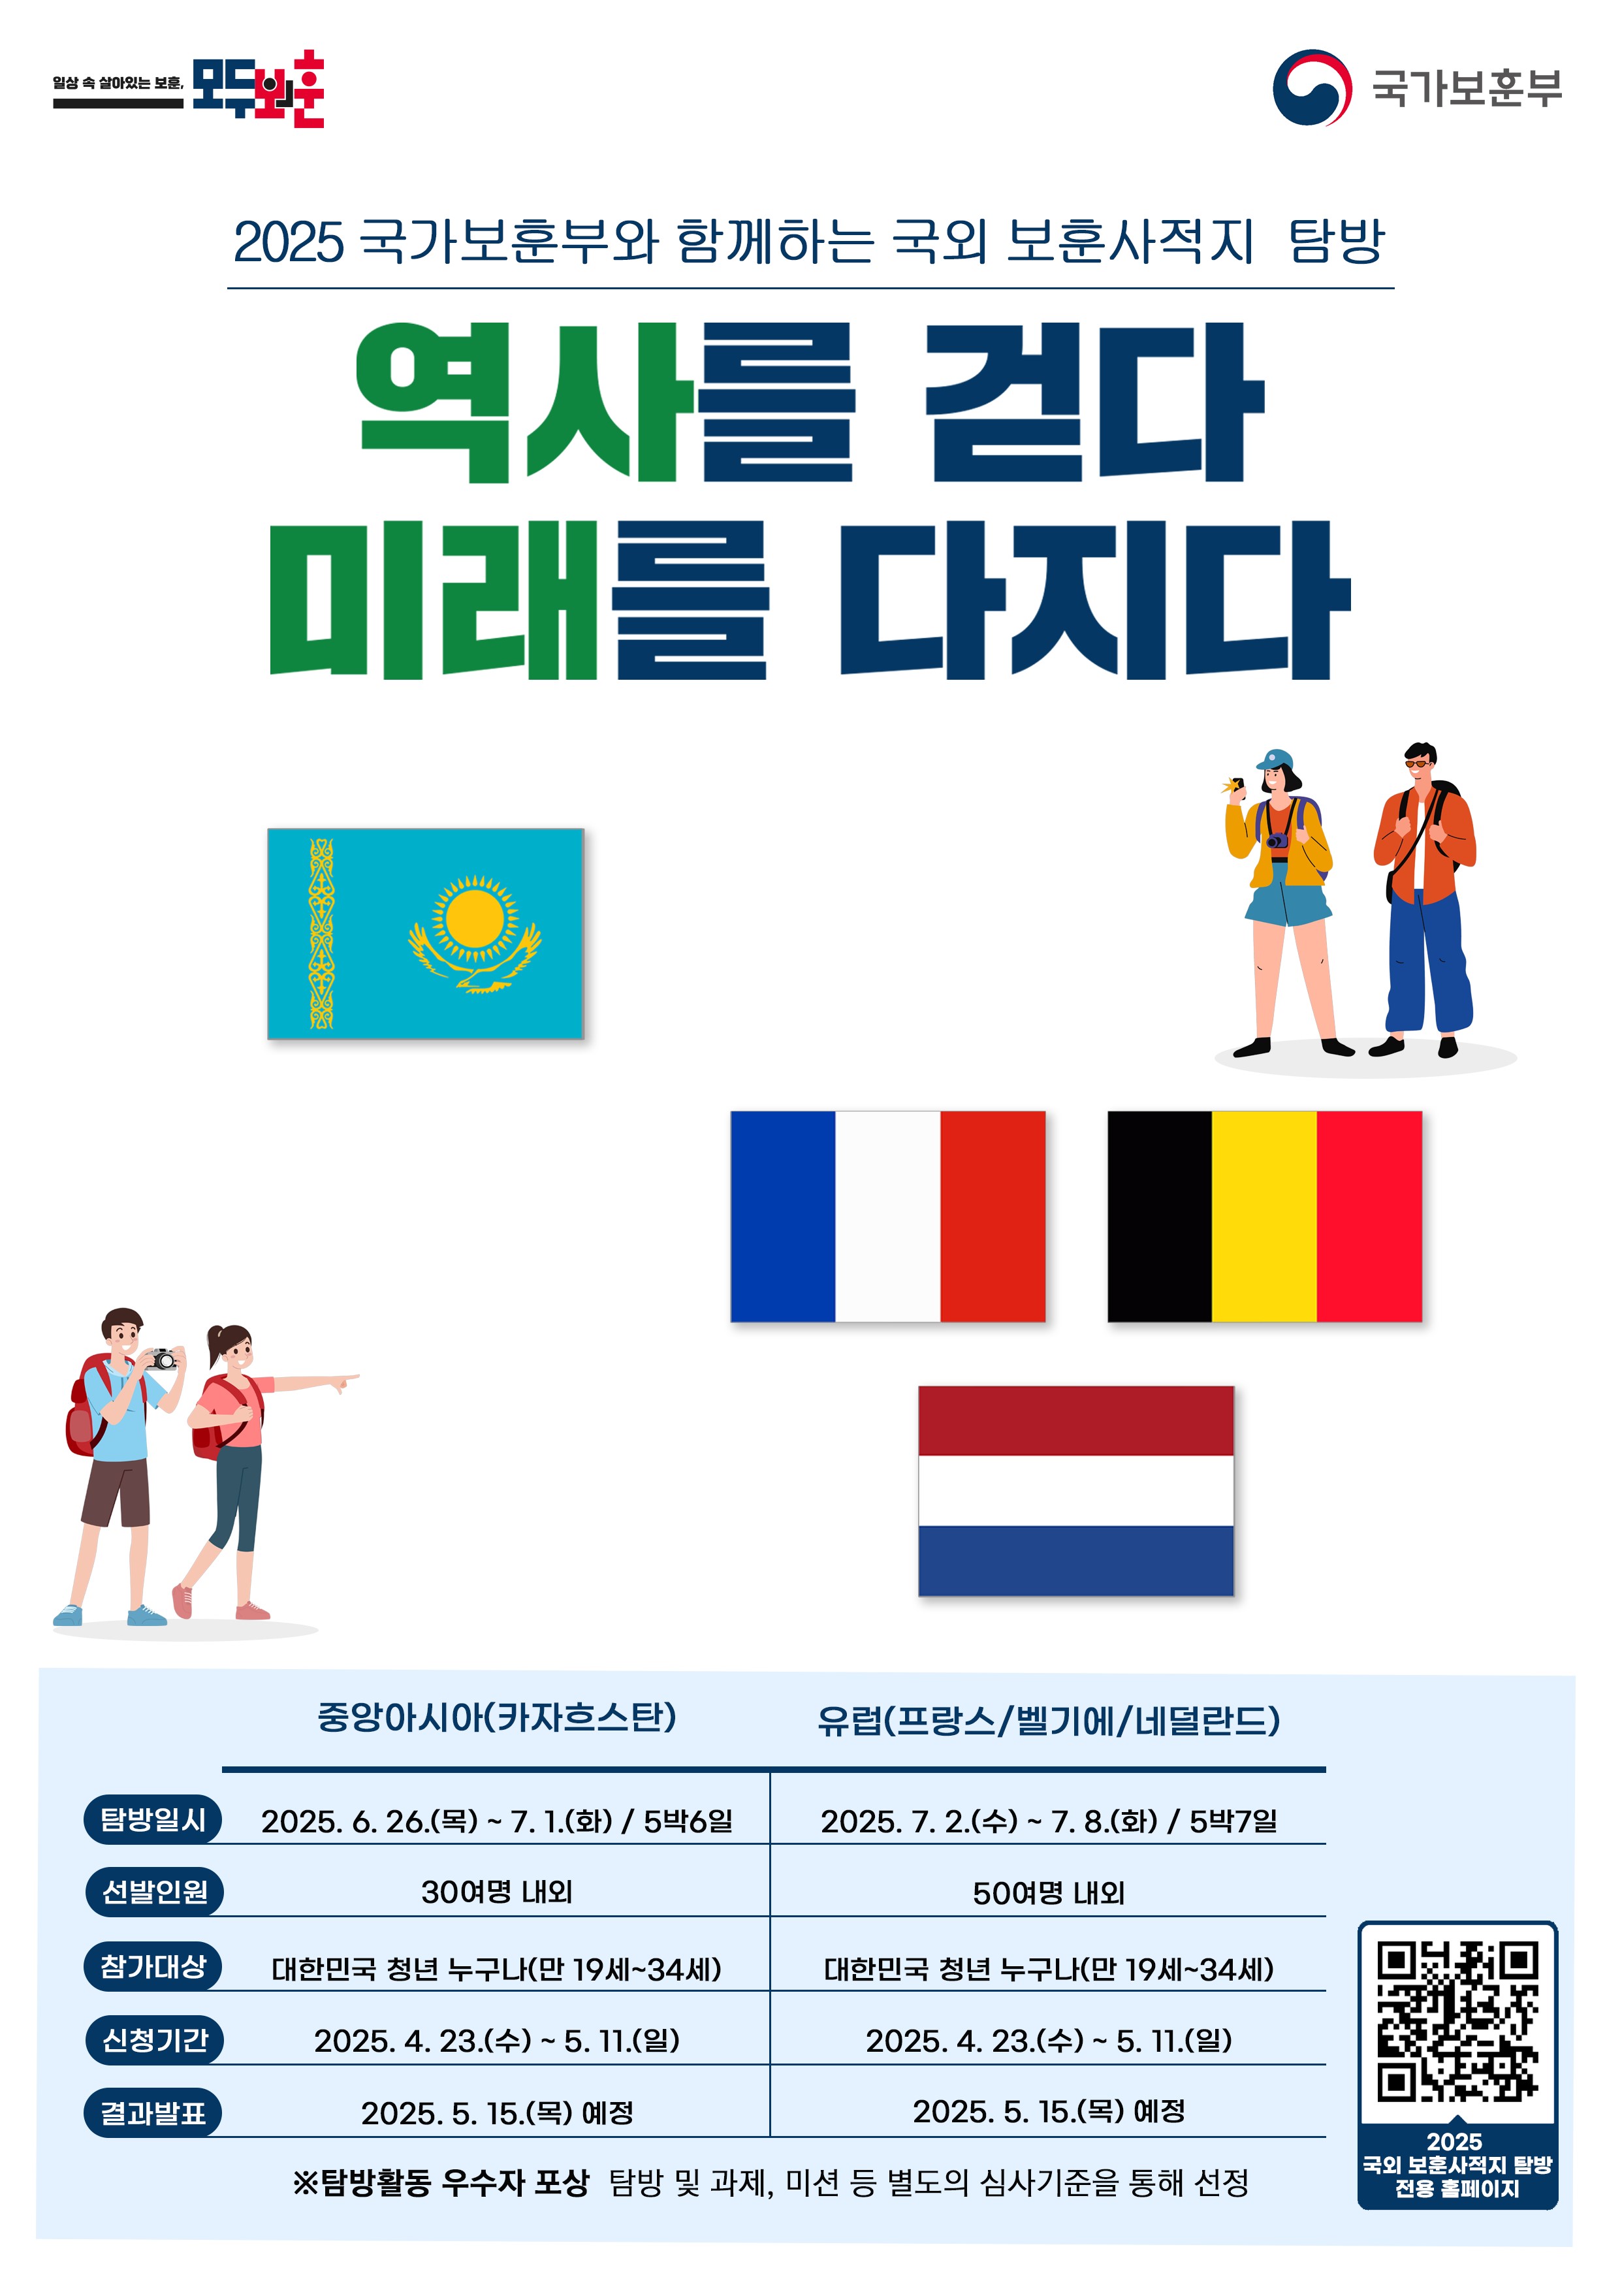 일상 속 살아있는 보훈,
모두의보훈
국가보훈부
2025 국가보훈부와 함께하는 국외 보훈사적지 탐방
역사를 걷다
미래를 다지다
중앙아시아(카자흐스탄) 유럽(프랑스/벨기에/네덜란드)
탐방일시 2025. 6. 26.(목) ~ 7. 1.(화) / 5박6일 2025. 7. 2.(수) ~ 7. 8.(화) / 5박7일
선발인원 30여명 내외 50여명 내외
참가대상 대한민국 청년 누구나(만 19세~34세) 대한민국 청년 누구나(만 19세~34세)
신청기간 2025. 4. 23.(수) ~ 5. 11.(일) 2025. 4. 23.(수) ~ 5. 11.(일)
결과발표 2025. 5. 15.(목) 예정 2025. 5. 15.(목) 예정
※탐방활동 우수자 포상 탐방 및 과제, 미션 등 별도의 심사기준을 통해 선정
2025
국외 보훈사적지 탐방
전용 홈페이지